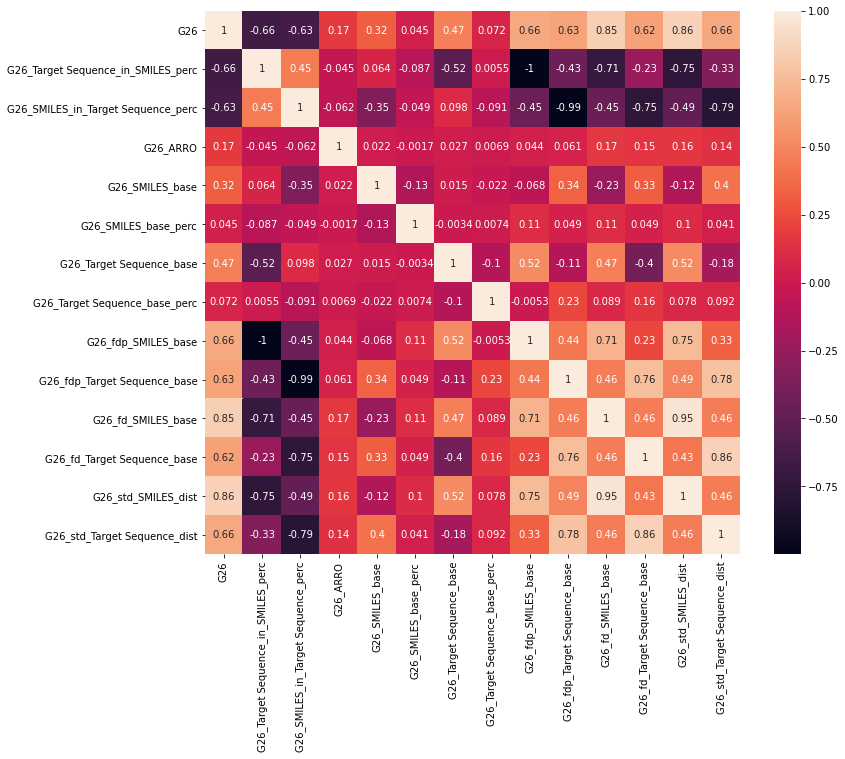 G26 1 -0.66 -0.63 0.17 0.32 0.045 0.47 0.072 0.66 0.63 0.85 0.62 0.86 0.66
G26_Target Sequence_in_SMILES_perc -0.66 1 0.45 -0.045 0.064 -0.087 -0.52 0.0055 -1 -0.43 -0.71 -0.23 -0.75 -0.33
G26_SMILES_in_Target Sequence_perc -0.63 0.45 1 -0.062 -0.35 -0.049 0.098 -0.091 -0.45 -0.99 -0.45 -0.75 -0.49 -0.79
G26_ARRO 0.17 -0.045 -0.062 1 0.022 -0.0017 0.027 0.0069 0.044 0.061 0.17 0.15 0.16 0.14
G26_SMILES_base 0.32 0.064 -0.35 0.022 1 -0.13 0.015 -0.022 -0.068 0.34 -0.23 0.33 -0.12 0.4
G26_SMILES_base_perc 0.045 -0.087 -0.049 -0.0017 -0.13 1 -0.0034 0.0074 0.11 0.049 0.11 0.049 0.1 0.041
G26_Target Sequence_base 0.47 -0.52 0.098 0.027 0.015 -0.0034 1 -0.1 0.52 -0.11 0.47 -0.4 0.52 -0.18
G26_Target Sequence_base_perc 0.072 0.0055 -0.091 0.0069 -0.022 0.0074 -0.1 1 -0.0053 0.23 0.089 0.16 0.078 0.092
G26_fdp_SMILES_base 0.66 -1 -0.45 0.044 -0.068 0.11 0.52 -0.0053 1 0.44 0.71 0.23 0.75 0.33
G26_fdp_Target Sequence_base 0.63 -0.43 -0.99 0.061 0.34 0.049 -0.11 0.23 0.44 1 0.46 0.76 0.49 0.78
G26_fd_SMILES_base 0.85 -0.71 -0.45 0.17 -0.23 0.11 0.47 0.089 0.71 0.46 1 0.46 0.95 0.46
G26_fd_Target Sequence_base 0.62 -0.23 -0.75 0.15 0.33 0.049 -0.4 0.16 0.23 0.76 0.46 1 0.43 0.86
G26_std_SMILES_dist 0.86 -0.75 -0.49 0.16 -0.12 0.1 0.52 0.078 0.75 0.49 0.95 0.43 1 0.46
G26_std_Target Sequence_dist 0.66 -0.33 -0.79 0.14 0.4 0.041 -0.18 0.092 0.33 0.78 0.46 0.86 0.46 1
G26
G26_Target Sequence_in_SMILES_perc
G26_SMILES_in_Target Sequence_perc
G26_ARRO
G26_SMILES_base
G26_SMILES_base_perc
G26_Target Sequence_base
G26_Target Sequence_base_perc
G26_fdp_SMILES_base
G26_fdp_Target Sequence_base
G26_fd_SMILES_base
G26_fd_Target Sequence_base
G26_std_SMILES_dist
G26_std_Target Sequence_dist
1.00
0.75
0.50
0.25
0.00
-0.25
-0.50
-0.75